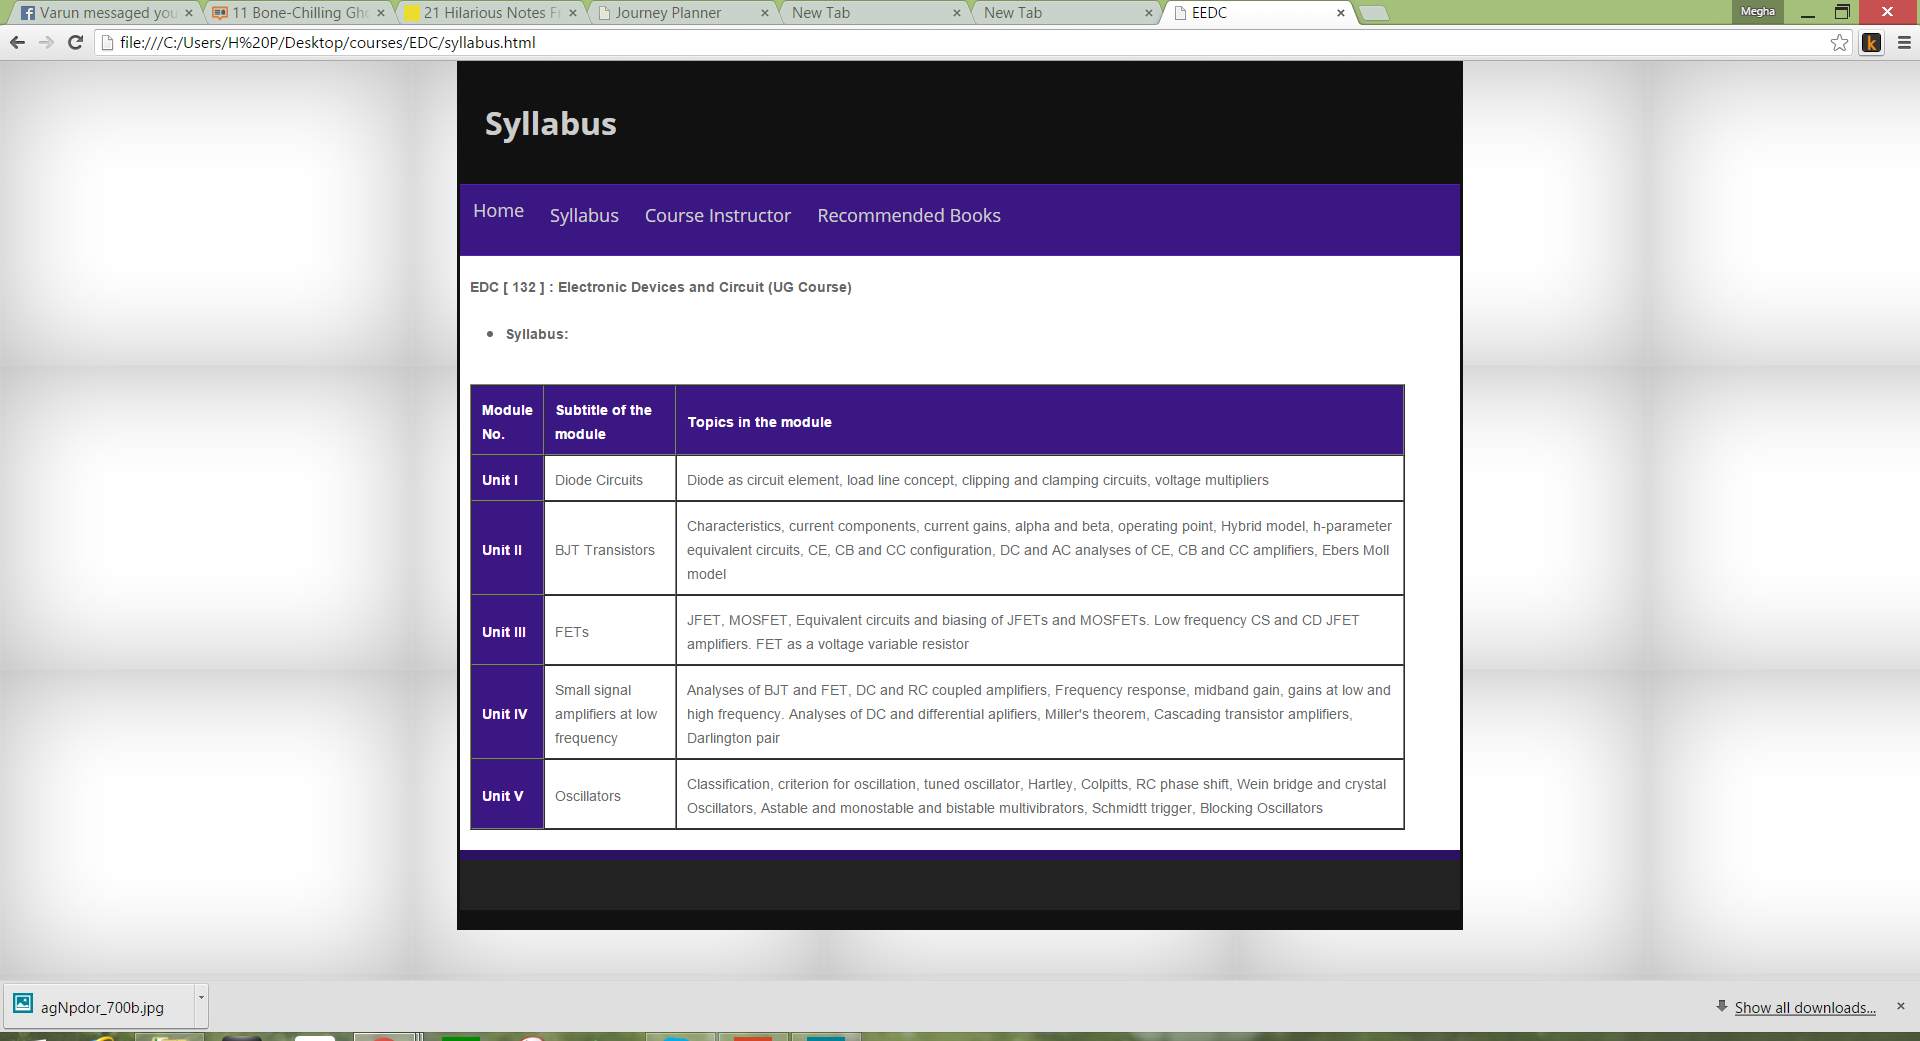 Varun messaged you
11 Bone-Chilling Gho
21 Hilarious Notes Fr
Journey Planner
New Tab
New Tab
EEDC
Megha
file:///C:/Users/H%20P/Desktop/courses/EDC/syllabus.html
k
Syllabus
Home
Syllabus
Course Instructor
Recommended Books
EDC [ 132 ] : Electronic Devices and Circuit (UG Course)
• Syllabus:
Module
No.
Subtitle of the
module
Topics in the module
Unit I
Diode Circuits
Diode as circuit element, load line concept, clipping and clamping circuits, voltage multipliers
Unit II
BJT Transistors
Characteristics, current components, current gains, alpha and beta, operating point, Hybrid model, h-parameter
equivalent circuits, CE, CB and CC configuration, DC and AC analyses of CE, CB and CC amplifiers, Ebers Moll
model
Unit III
FETs
JFET, MOSFET, Equivalent circuits and biasing of JFETs and MOSFETs. Low frequency CS and CD JFET
amplifiers. FET as a voltage variable resistor
Unit IV
Small signal
amplifiers at low
frequency
Analyses of BJT and FET, DC and RC coupled amplifiers, Frequency response, midband gain, gains at low and
high frequency. Analyses of DC and differential aplifiers, Miller's theorem, Cascading transistor amplifiers,
Darlington pair
Unit V
Oscillators
Classification, criterion for oscillation, tuned oscillator, Hartley, Colpitts, RC phase shift, Wein bridge and crystal
Oscillators, Astable and monostable and bistable multivibrators, Schmidtt trigger, Blocking Oscillators
agNpdor_700b.jpg
Show all downloads...